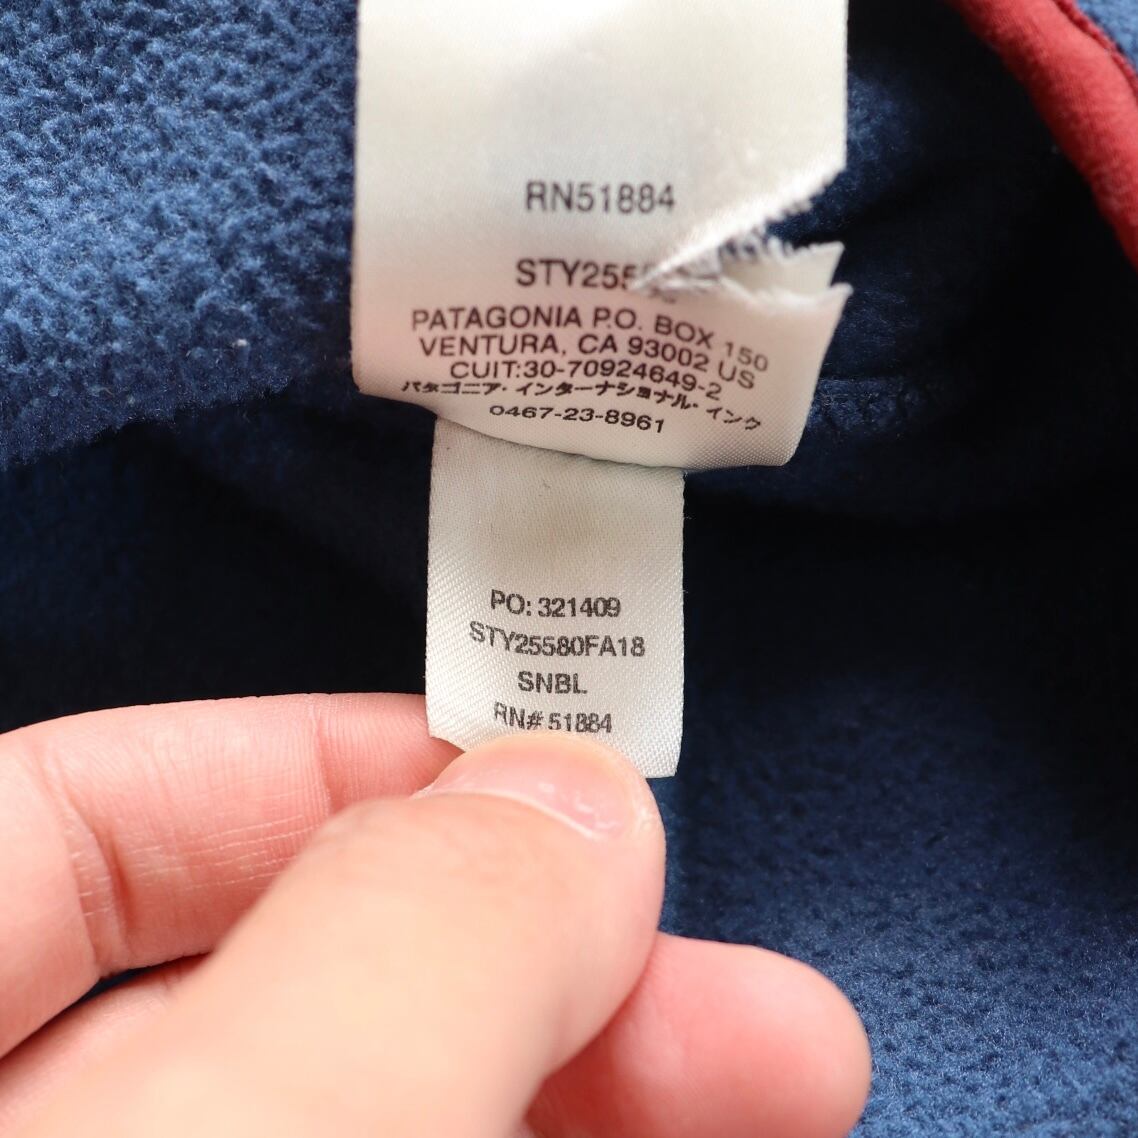 RN51884
PATAGONIA P.O. BOX 150
VENTURA, CA 93002 US
CUIT:30-70924649-2
パタゴニア・インターナショナル・インク
0467-23-8961
PO: 321409
STY25580FA18
SNBL
RN# 51884